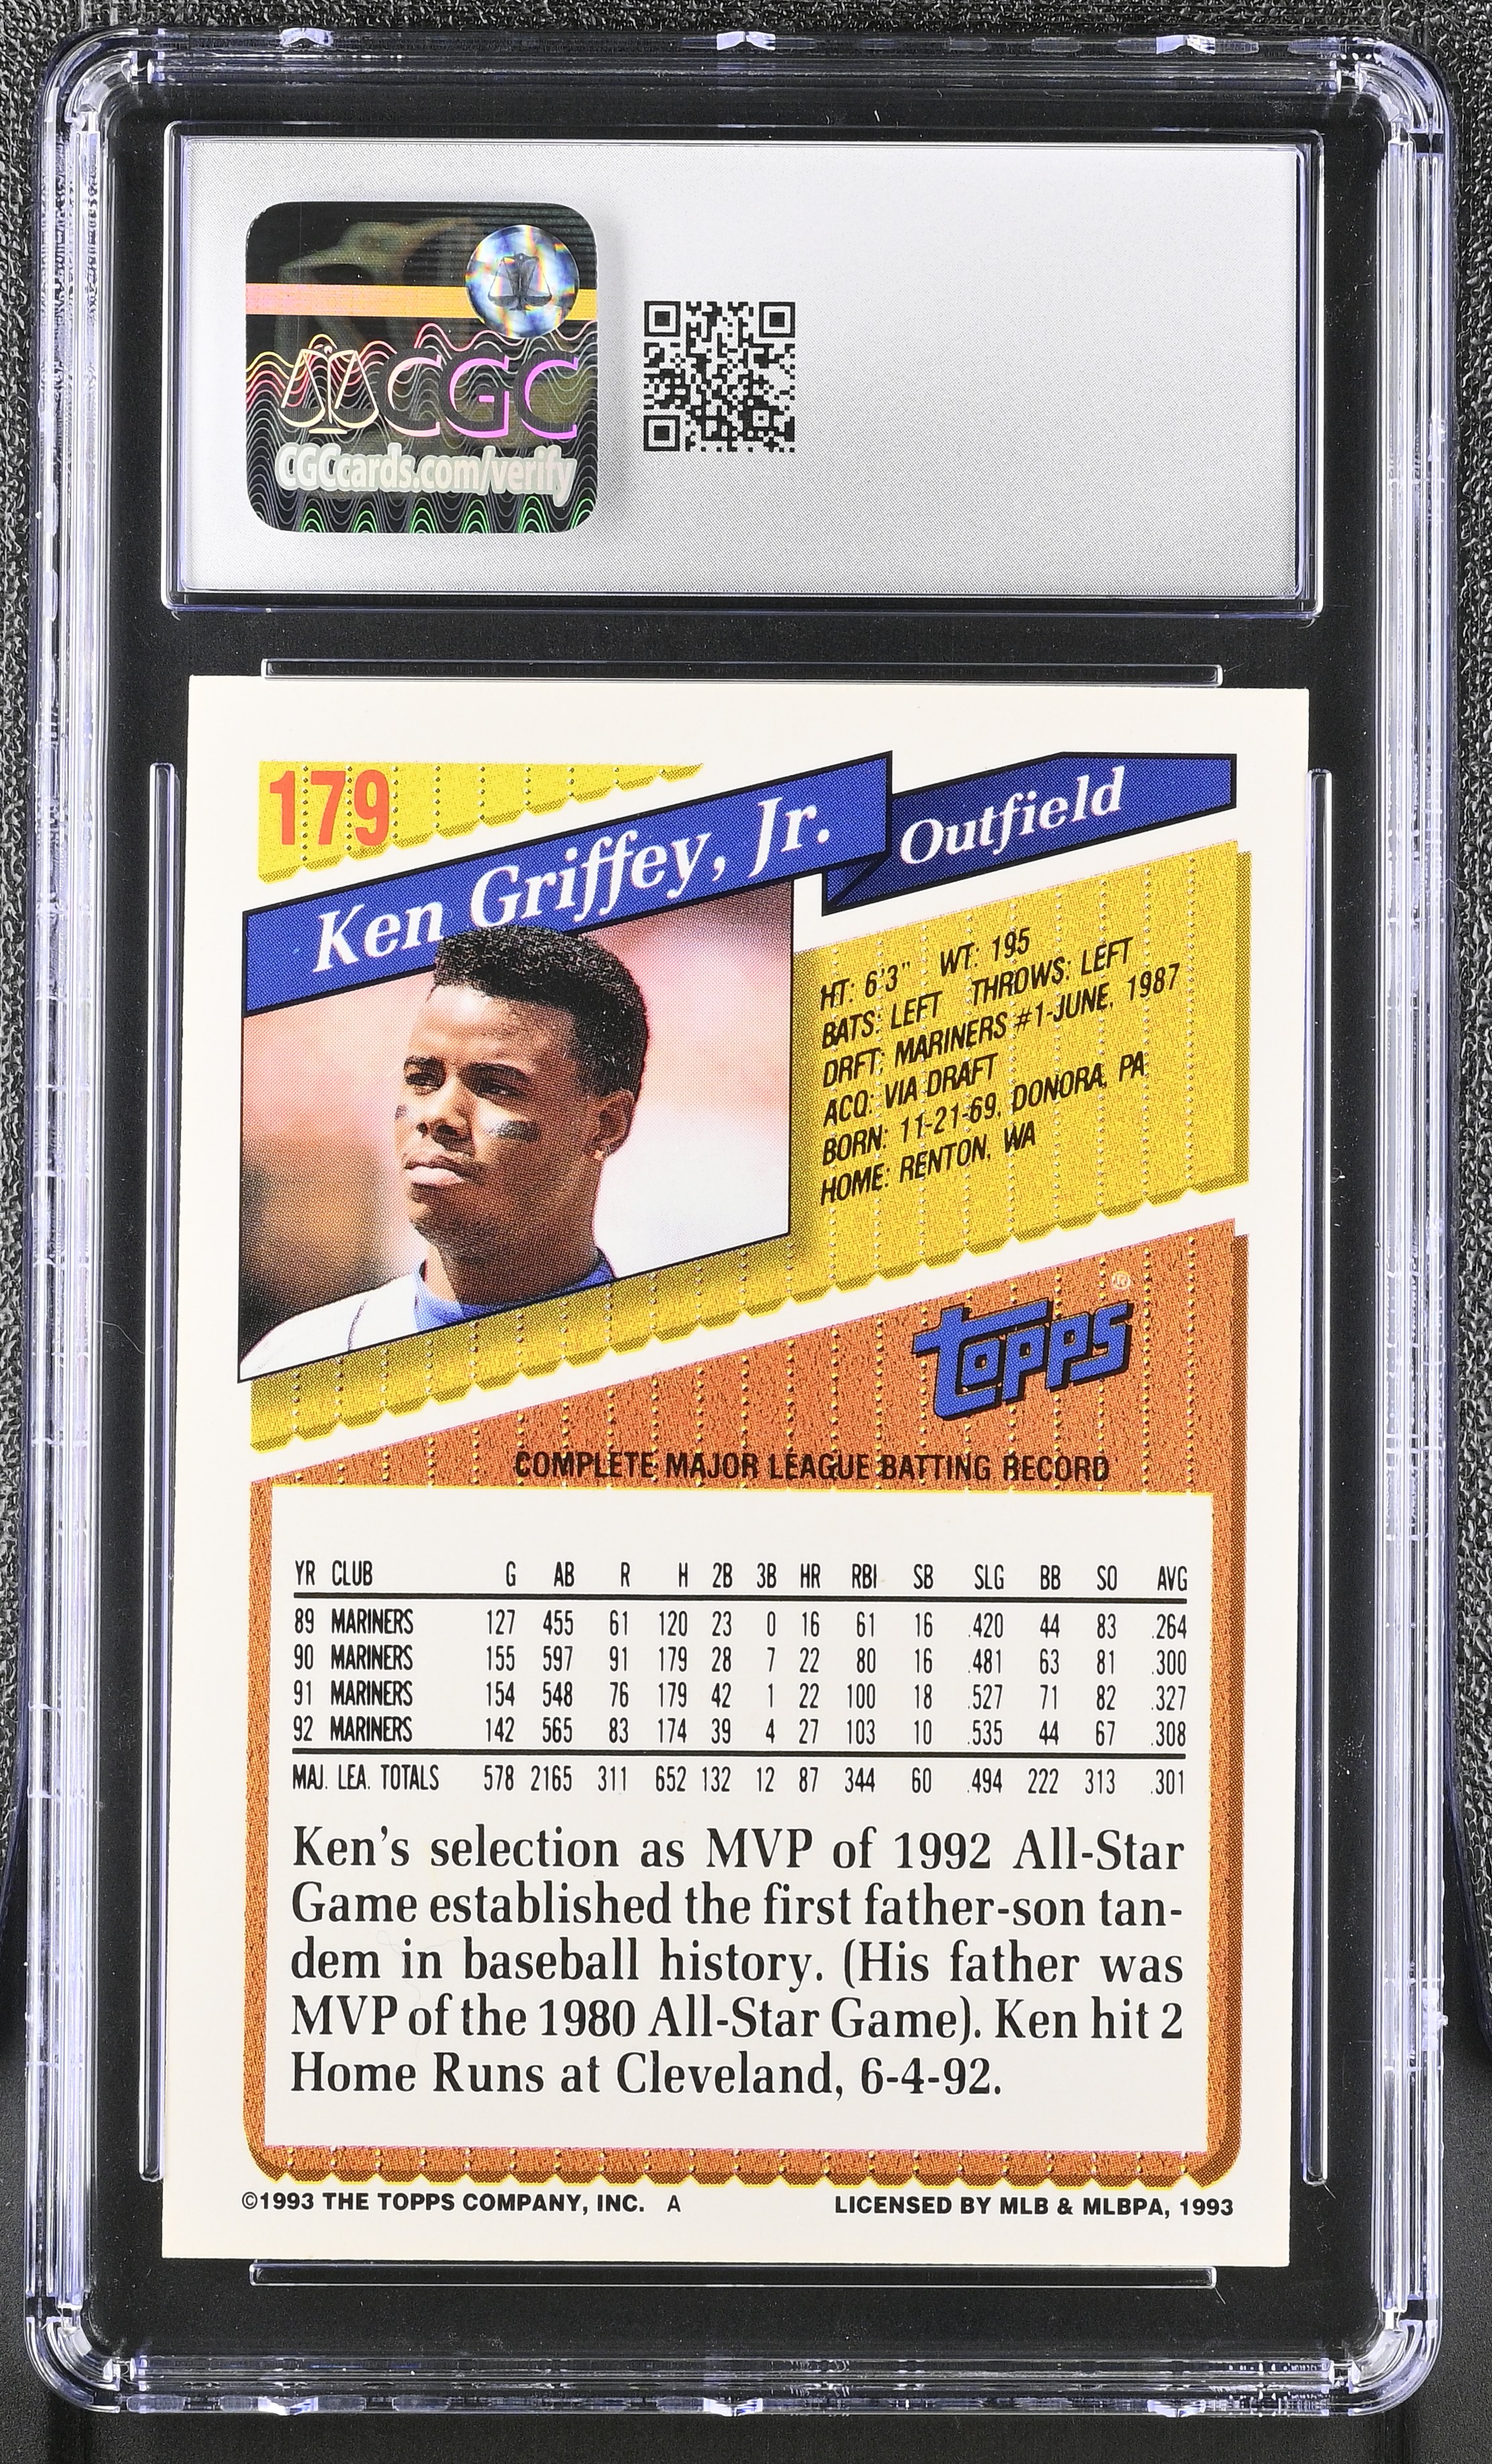 CGC
CGCcards.com/verify
179
Ken Griffey, Jr.
Outfield
HT: 6'3" WT: 195
BATS: LEFT THROWS: LEFT
DRFT: MARINERS #1-JUNE, 1987
ACQ: VIA DRAFT
BORN: 11-21-69, DONORA, PA
HOME: RENTON, WA
TOPPS®
COMPLETE MAJOR LEAGUE BATTING RECORD
YR CLUB G AB R H 2B 3B HR RBI SB SLG BB SO AVG
89 MARINERS 127 455 61 120 23 0 16 61 16 .420 44 83 .264
90 MARINERS 155 597 91 179 28 7 22 80 16 .481 63 81 .300
91 MARINERS 154 548 76 179 42 1 22 100 18 .527 71 82 .327
92 MARINERS 142 565 83 174 39 4 27 103 10 .535 44 67 .308
MAJ. LEA. TOTALS 578 2165 311 652 132 12 87 344 60 .494 222 313 .301
Ken's selection as MVP of 1992 All-Star
Game established the first father-son tan-
dem in baseball history. (His father was
MVP of the 1980 All-Star Game). Ken hit 2
Home Runs at Cleveland, 6-4-92.
©1993 THE TOPPS COMPANY, INC. A
LICENSED BY MLB & MLBPA, 1993